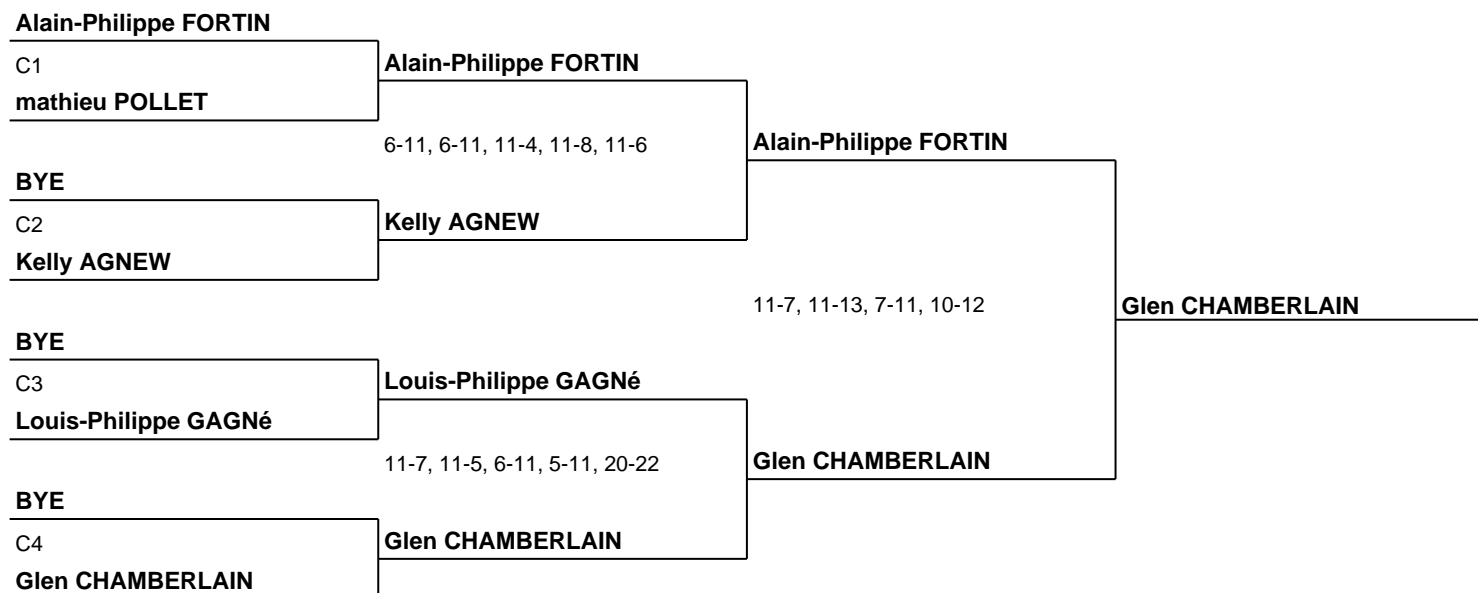 Alain-Philippe FORTIN
C1
mathieu POLLET
BYE
C2
Kelly AGNEW
BYE
C3
Louis-Philippe GAGNé
BYE
C4
Glen CHAMBERLAIN
Alain-Philippe FORTIN
6-11, 6-11, 11-4, 11-8, 11-6
Kelly AGNEW
Louis-Philippe GAGNé
11-7, 11-5, 6-11, 5-11, 20-22
Glen CHAMBERLAIN
Alain-Philippe FORTIN
11-7, 11-13, 7-11, 10-12
Glen CHAMBERLAIN
Glen CHAMBERLAIN